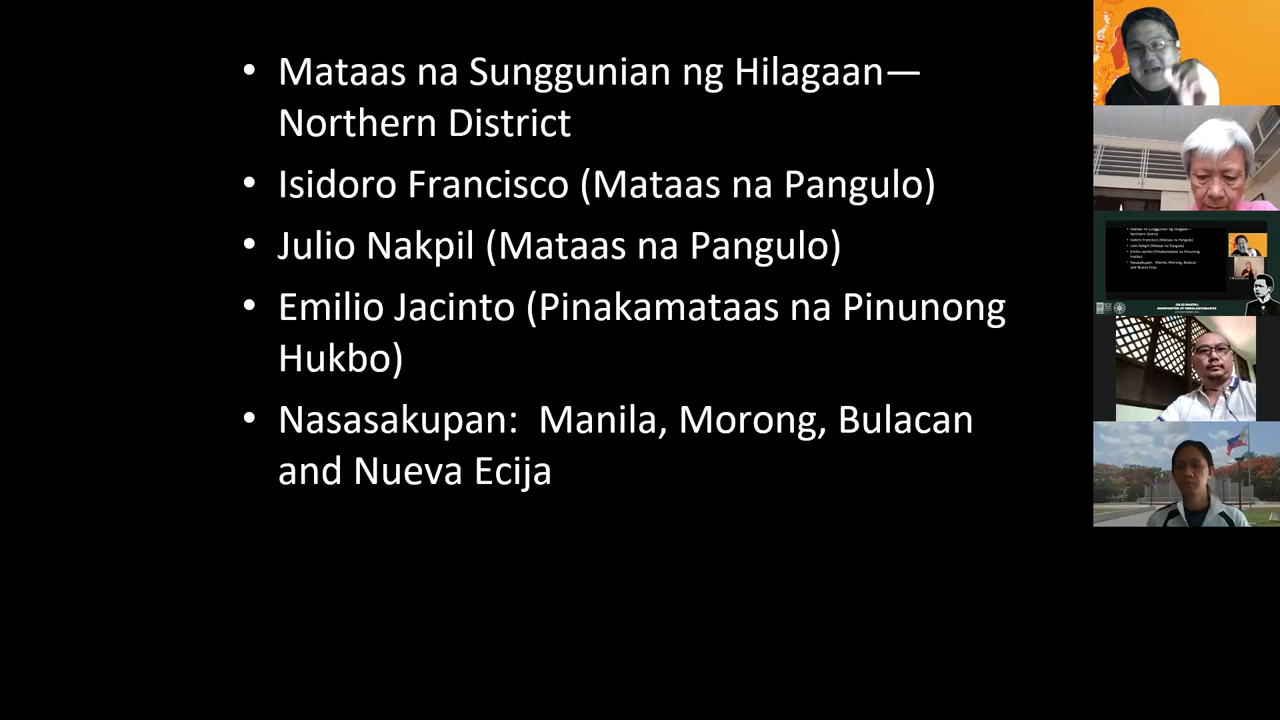 • Mataas na Sunggunian ng Hilagaan—
Northern District
• Isidoro Francisco (Mataas na Pangulo)
• Julio Nakpil (Mataas na Pangulo)
• Emilio Jacinto (Pinakamataas na Pinunong
Hukbo)
• Nasasakupan:  Manila, Morong, Bulacan
and Nueva Ecija